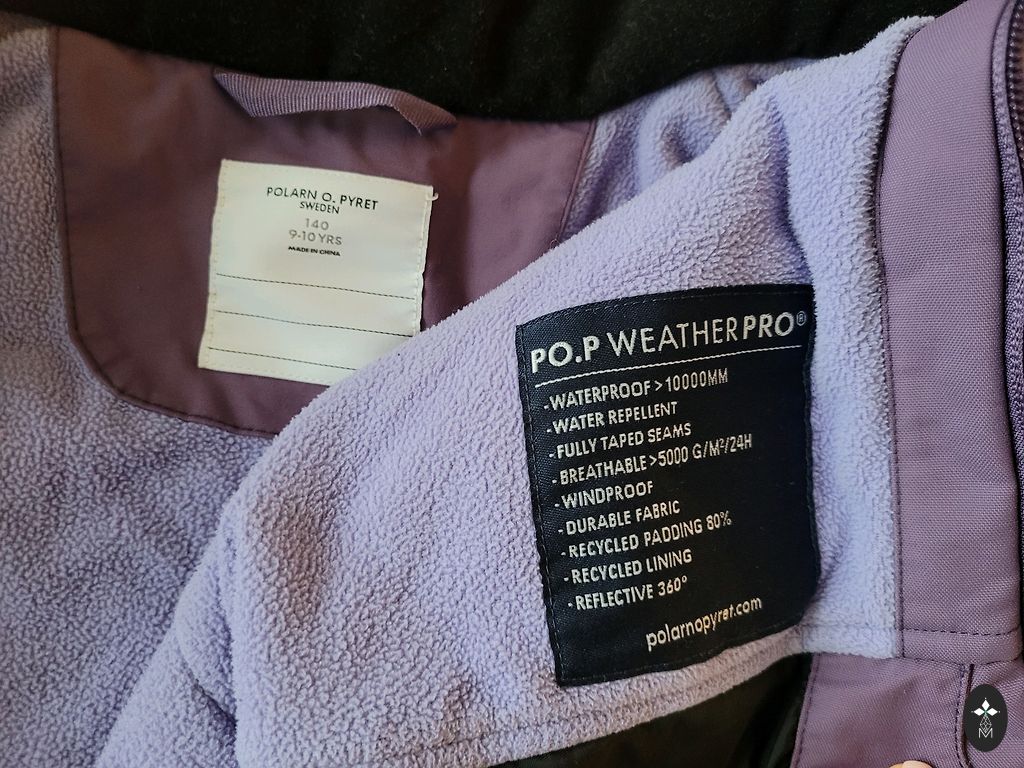 POLARN O. PYRET
SWEDEN
140
9-10 YRS
MADE IN CHINA
PO.P WEATHERPRO®
-WATERPROOF >10000MM
-WATER REPELLENT
-FULLY TAPED SEAMS
-BREATHABLE >5000 G/M²/24H
-WINDPROOF
-DURABLE FABRIC
-RECYCLED PADDING 80%
-RECYCLED LINING
-REFLECTIVE 360°
polarnopyret.com
M